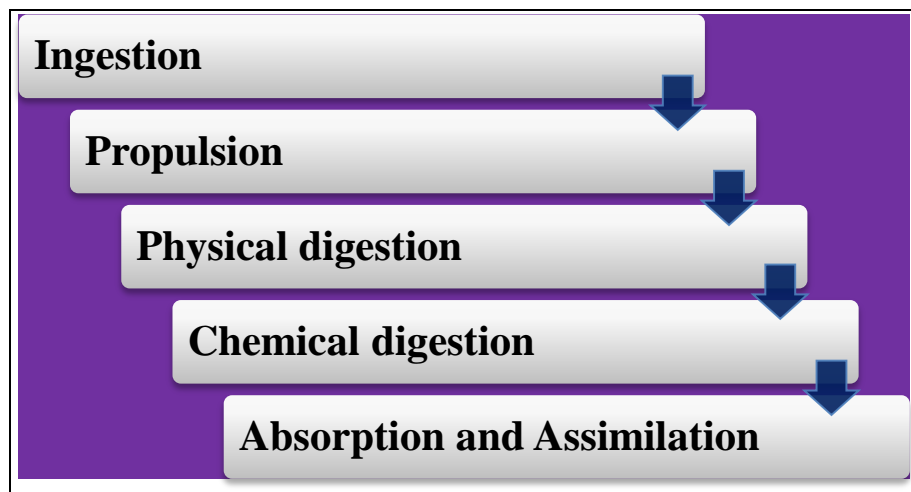 Ingestion
Propulsion
Physical digestion
Chemical digestion
Absorption and Assimilation